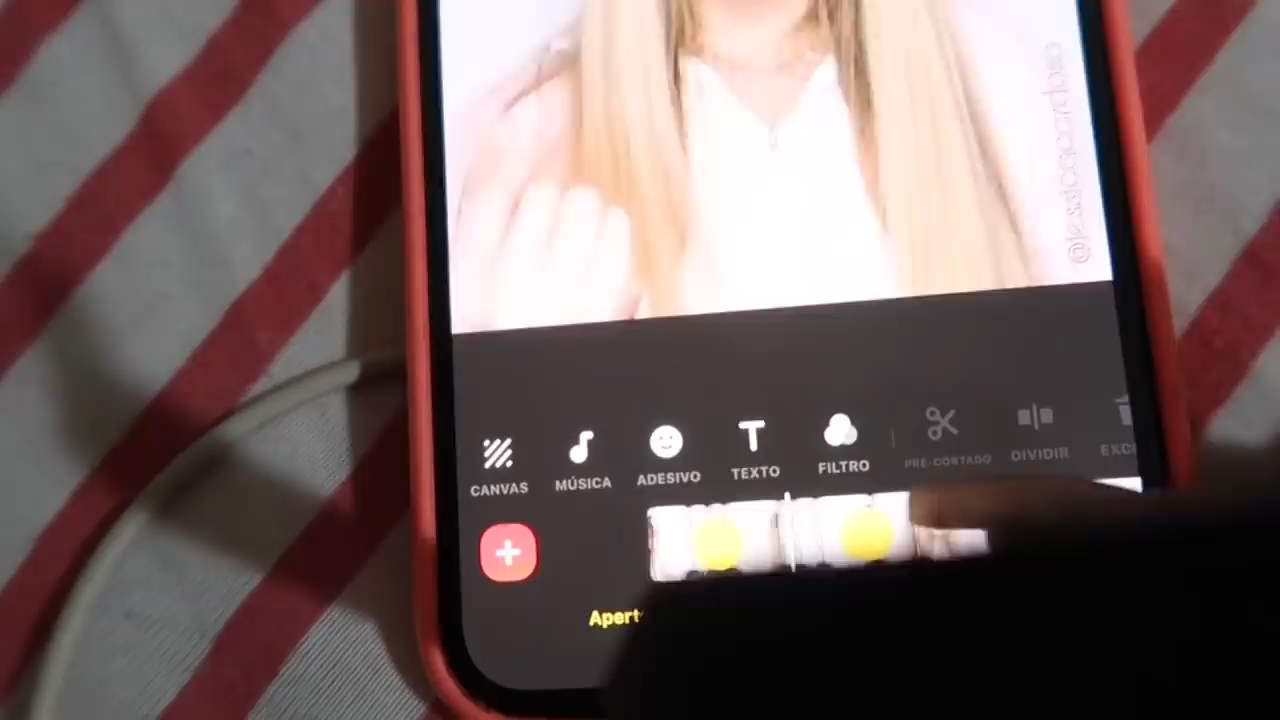 CANVAS
MÚSICA
ADESIVO
TEXTO
FILTRO
PRÉ-CORTADO
DIVIDIR